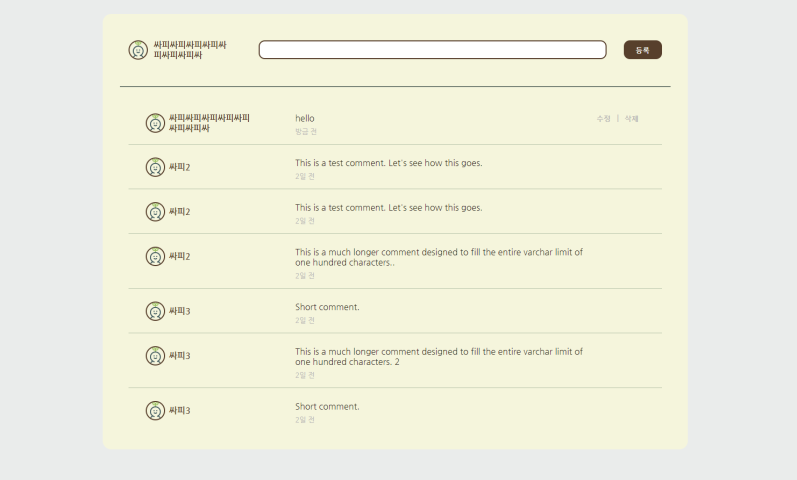 싸피싸피싸피싸피싸
피싸피싸피싸
등록
싸피싸피싸피싸피싸피
싸피싸피싸
hello
수정 | 삭제
방금 전
싸피2
This is a test comment. Let's see how this goes.
2일 전
싸피2
This is a test comment. Let's see how this goes.
2일 전
싸피2
This is a much longer comment designed to fill the entire varchar limit of
one hundred characters..
2일 전
싸피3
Short comment.
2일 전
싸피3
This is a much longer comment designed to fill the entire varchar limit of
one hundred characters. 2
2일 전
싸피3
Short comment.
2일 전